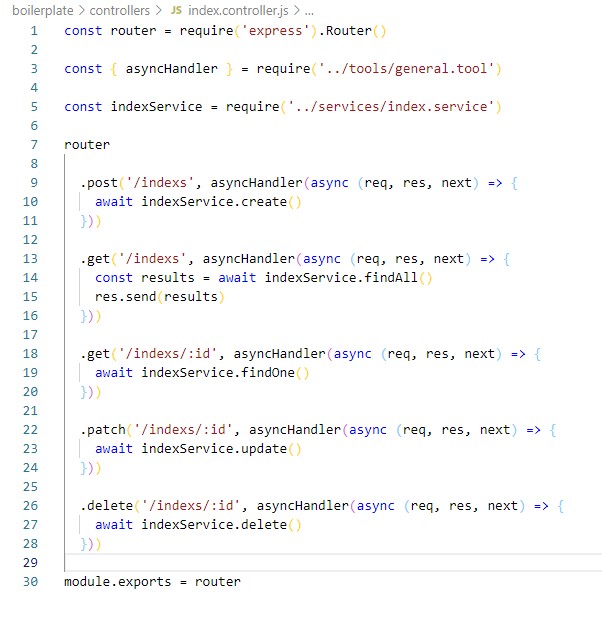 boilerplate > controllers > JS index.controller.js > ...
1 const router = require('express').Router()
2
3 const { asyncHandler } = require('../tools/general.tool')
4
5 const indexService = require('../services/index.service')
6
7 router
8
9 .post('/indexs', asyncHandler(async (req, res, next) => {
10 await indexService.create()
11 }))
12
13 .get('/indexs', asyncHandler(async (req, res, next) => {
14 const results = await indexService.findAll()
15 res.send(results)
16 }))
17
18 .get('/indexs/:id', asyncHandler(async (req, res, next) => {
19 await indexService.findOne()
20 }))
21
22 .patch('/indexs/:id', asyncHandler(async (req, res, next) => {
23 await indexService.update()
24 }))
25
26 .delete('/indexs/:id', asyncHandler(async (req, res, next) => {
27 await indexService.delete()
28 }))
29
30 module.exports = router